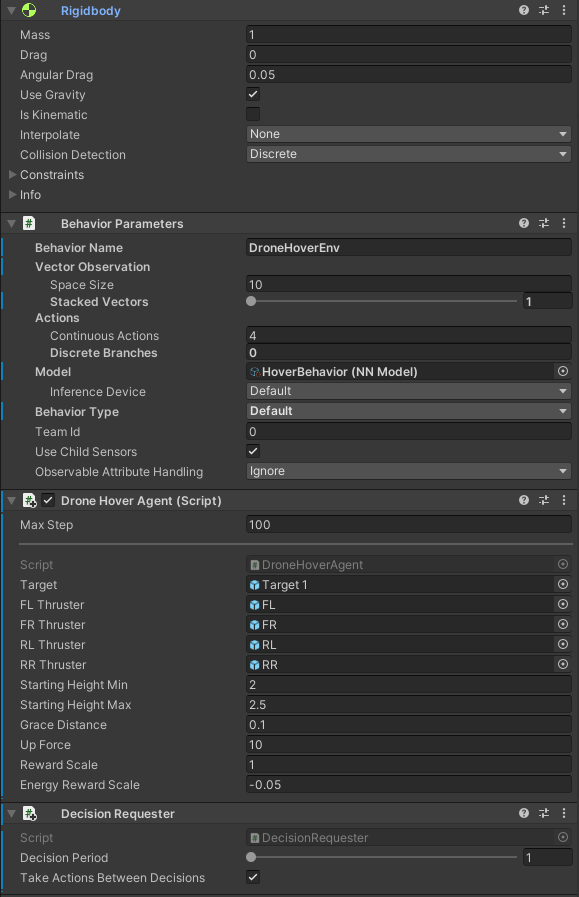 Rigidbody
Mass 1
Drag 0
Angular Drag 0.05
Use Gravity
Is Kinematic
Interpolate None
Collision Detection Discrete
Constraints
Info
Behavior Parameters
Behavior Name DroneHoverEnv
Vector Observation
Space Size 10
Stacked Vectors 1
Actions
Continuous Actions 4
Discrete Branches 0
Model HoverBehavior (NN Model)
Inference Device Default
Behavior Type Default
Team Id 0
Use Child Sensors
Observable Attribute Handling Ignore
Drone Hover Agent (Script)
Max Step 100
Script DroneHoverAgent
Target Target 1
FL Thruster FL
FR Thruster FR
RL Thruster RL
RR Thruster RR
Starting Height Min 2
Starting Height Max 2.5
Grace Distance 0.1
Up Force 10
Reward Scale 1
Energy Reward Scale -0.05
Decision Requester
Script DecisionRequester
Decision Period 1
Take Actions Between Decisions